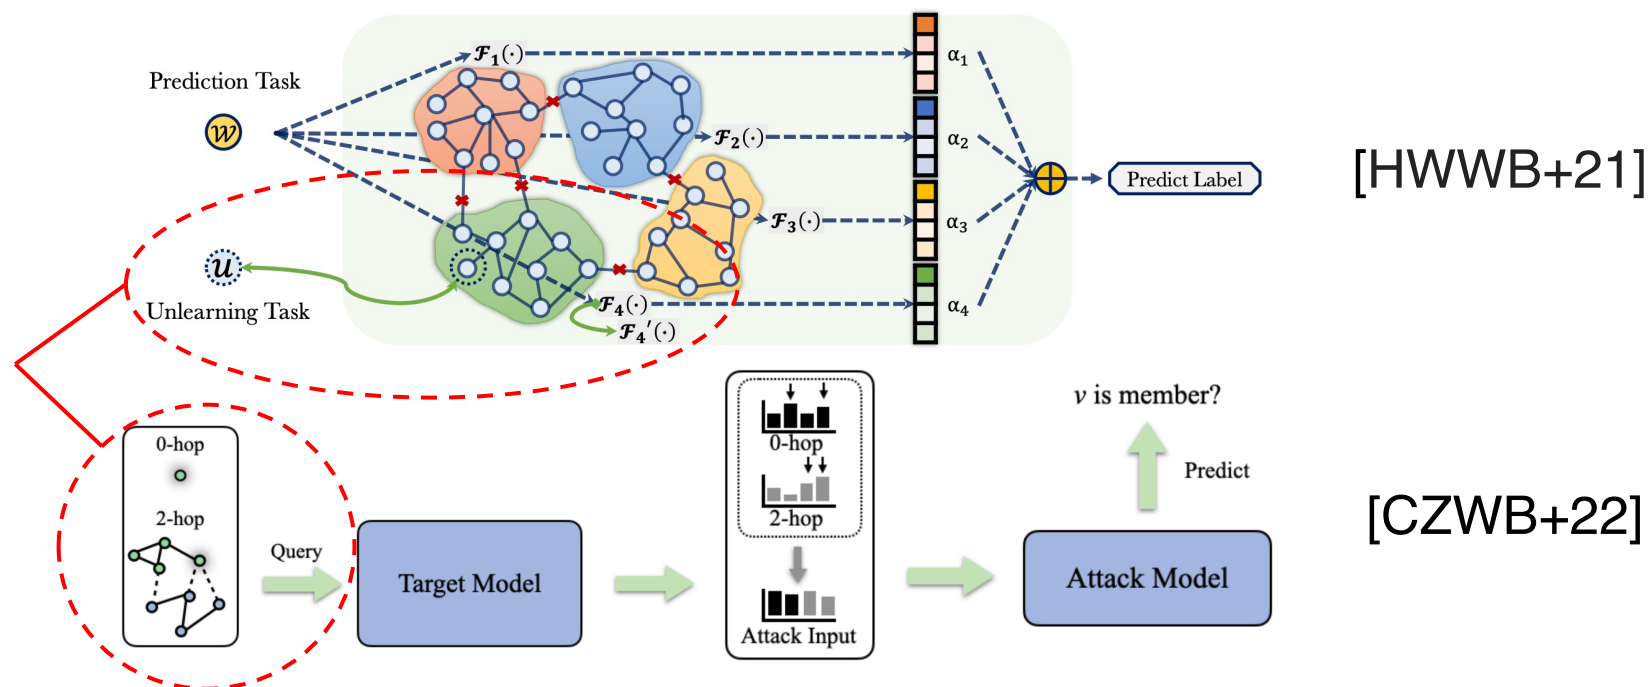 Prediction Task
w
𝓕₁(·)
α₁
𝓕₂(·)
α₂
Predict Label
[HWWB+21]
𝓕₃(·)
α₃
u
Unlearning Task
𝓕₄(·)
α₄
𝓕₄′(·)
0-hop
2-hop
Query
Target Model
0-hop
2-hop
Attack Input
Attack Model
Predict
v is member?
[CZWB+22]